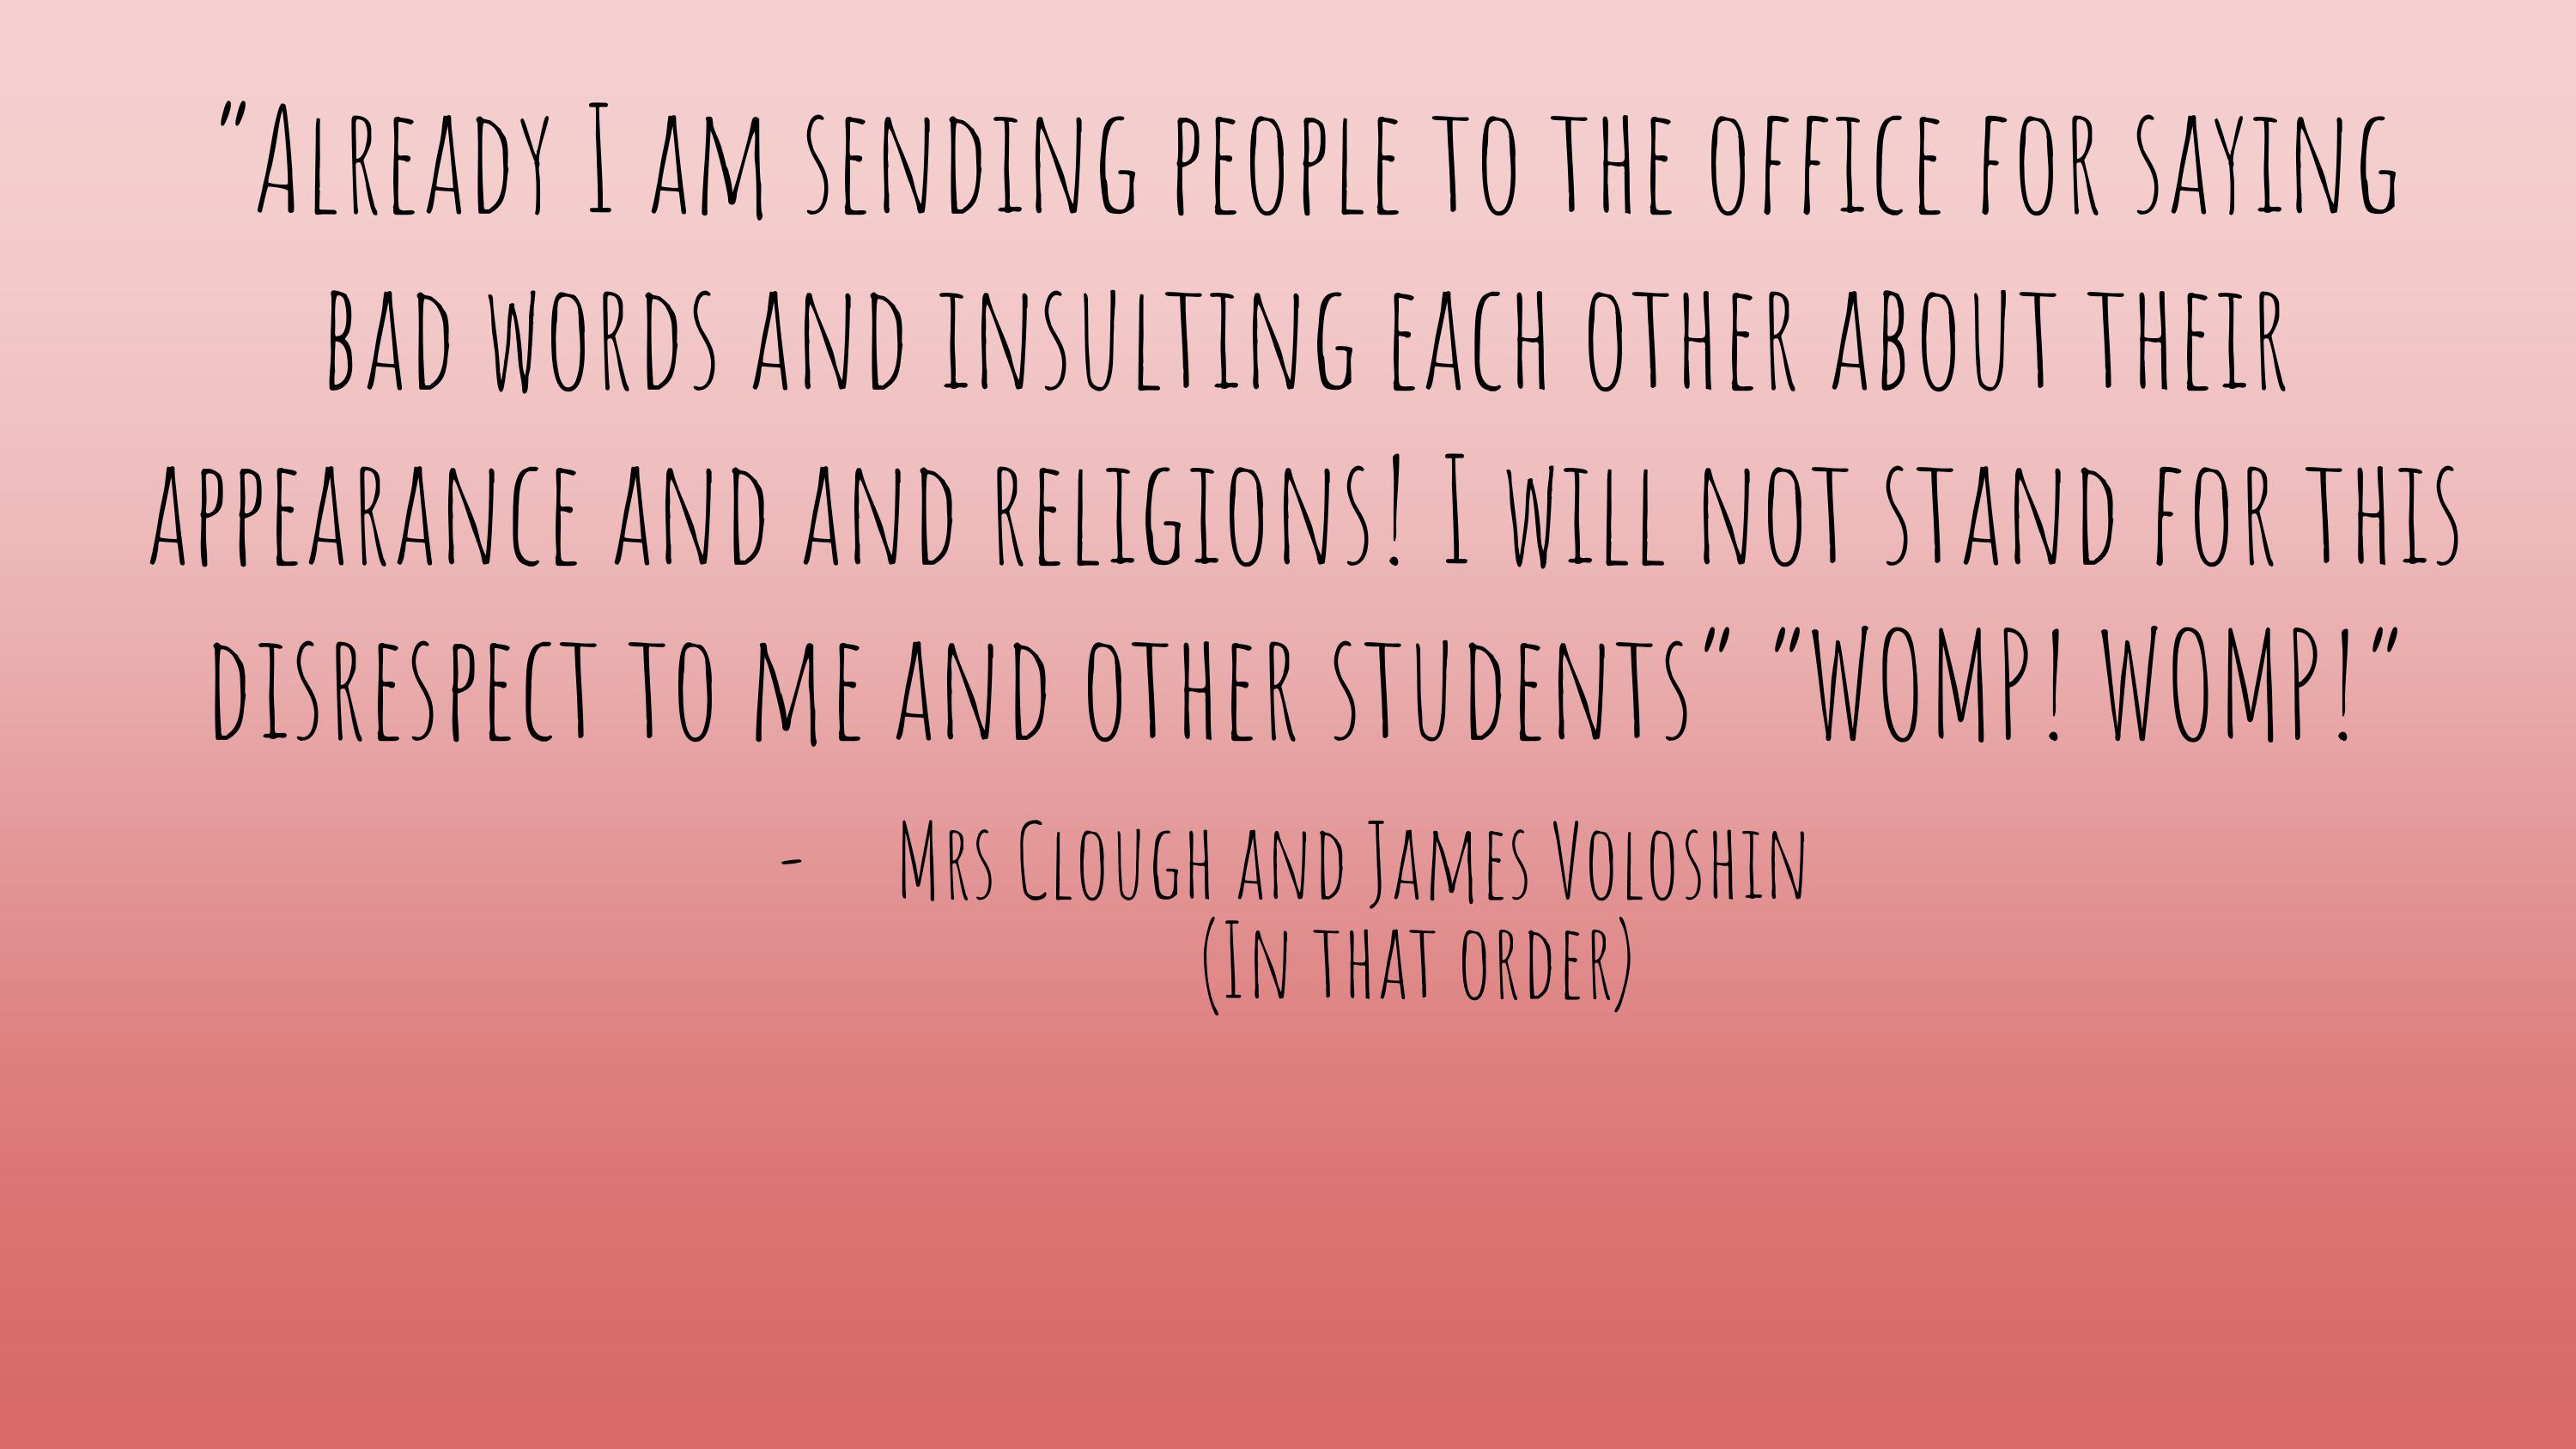 "Already I am sending people to the office for saying
bad words and insulting each other about their
appearance and and religions! I will not stand for this
disrespect to me and other students" "WOMP! WOMP!"
- Mrs Clough and James Voloshin
(In that order)